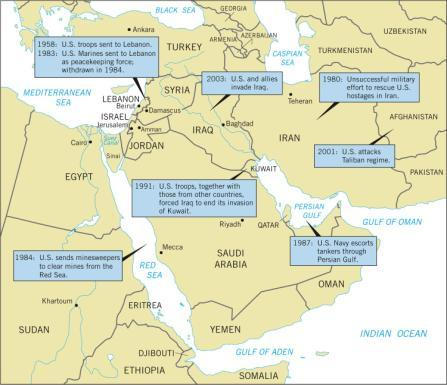 BLACK SEA
GEORGIA
UZBEKISTAN
Ankara
ARMENIA
AZERBAIJAN
1958: U.S. troops sent to Lebanon.
1983: U.S. Marines sent to Lebanon
as peacekeeping force;
withdrawn in 1984.
TURKEY
CASPIAN
SEA
TURKMENISTAN
MEDITERRANEAN
SEA
SYRIA
2003: U.S. and allies
invade Iraq.
1980: Unsuccessful military
effort to rescue U.S.
hostages in Iran.
LEBANON
Beirut
Damascus
Teheran
ISRAEL
Jerusalem
Amman
Baghdad
IRAQ
IRAN
AFGHANISTAN
Cairo
Suez
Canal
JORDAN
Sinai
2001: U.S. attacks
Taliban regime.
EGYPT
KUWAIT
PAKISTAN
1991: U.S. troops, together with
those from other countries,
forced Iraq to end its invasion
of Kuwait.
PERSIAN
GULF
GULF OF OMAN
Riyadh
QATAR
1987: U.S. Navy escorts
tankers through
Persian Gulf.
1984: U.S. sends minesweepers
to clear mines from the
Red Sea.
Mecca
SAUDI
ARABIA
RED
SEA
OMAN
Khartoum
ERITREA
SUDAN
YEMEN
INDIAN OCEAN
DJIBOUTI
GULF OF ADEN
ETHIOPIA
SOMALIA